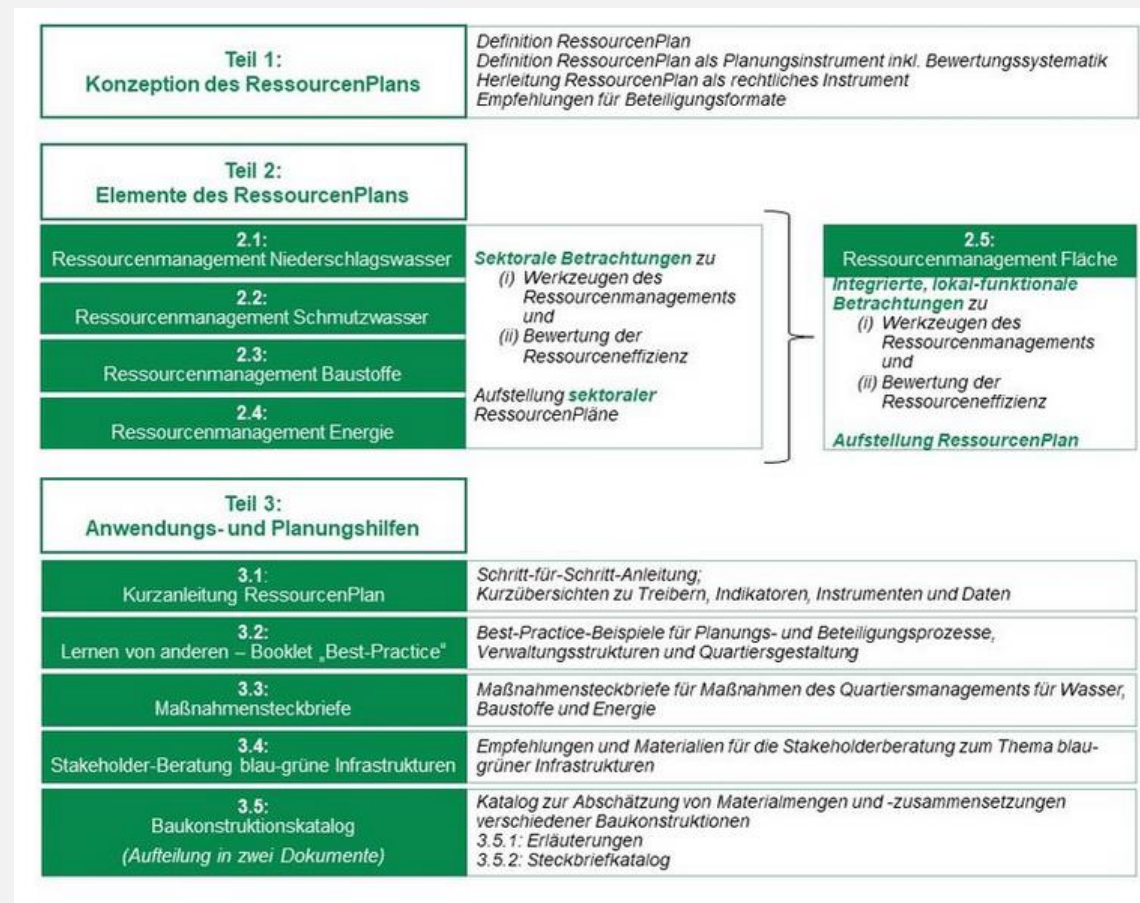 Teil 1:
Konzeption des RessourcenPlans
Definition RessourcenPlan
Definition RessourcenPlan als Planungsinstrument inkl. Bewertungssystematik
Herleitung RessourcenPlan als rechtliches Instrument
Empfehlungen für Beteiligungsformate
Teil 2:
Elemente des RessourcenPlans
2.1:
Ressourcenmanagement Niederschlagswasser
2.2:
Ressourcenmanagement Schmutzwasser
2.3:
Ressourcenmanagement Baustoffe
2.4:
Ressourcenmanagement Energie
Sektorale Betrachtungen zu
(i) Werkzeugen des
Ressourcenmanagements
und
(ii) Bewertung der
Ressourceneffizienz
Aufstellung sektoraler
RessourcenPläne
2.5:
Ressourcenmanagement Fläche
Integrierte, lokal-funktionale
Betrachtungen zu
(i) Werkzeugen des
Ressourcenmanagements
und
(ii) Bewertung der
Ressourceneffizienz
Aufstellung RessourcenPlan
Teil 3:
Anwendungs- und Planungshilfen
3.1:
Kurzanleitung RessourcenPlan
Schritt-für-Schritt-Anleitung;
Kurzübersichten zu Treibern, Indikatoren, Instrumenten und Daten
3.2:
Lernen von anderen – Booklet „Best-Practice“
Best-Practice-Beispiele für Planungs- und Beteiligungsprozesse,
Verwaltungsstrukturen und Quartiersgestaltung
3.3:
Maßnahmensteckbriefe
Maßnahmensteckbriefe für Maßnahmen des Quartiersmanagements für Wasser,
Baustoffe und Energie
3.4:
Stakeholder-Beratung blau-grüne Infrastrukturen
Empfehlungen und Materialien für die Stakeholderberatung zum Thema blau-
grüner Infrastrukturen
3.5:
Baukonstruktionskatalog
(Aufteilung in zwei Dokumente)
Katalog zur Abschätzung von Materialmengen und -zusammensetzungen
verschiedener Baukonstruktionen
3.5.1: Erläuterungen
3.5.2: Steckbriefkatalog